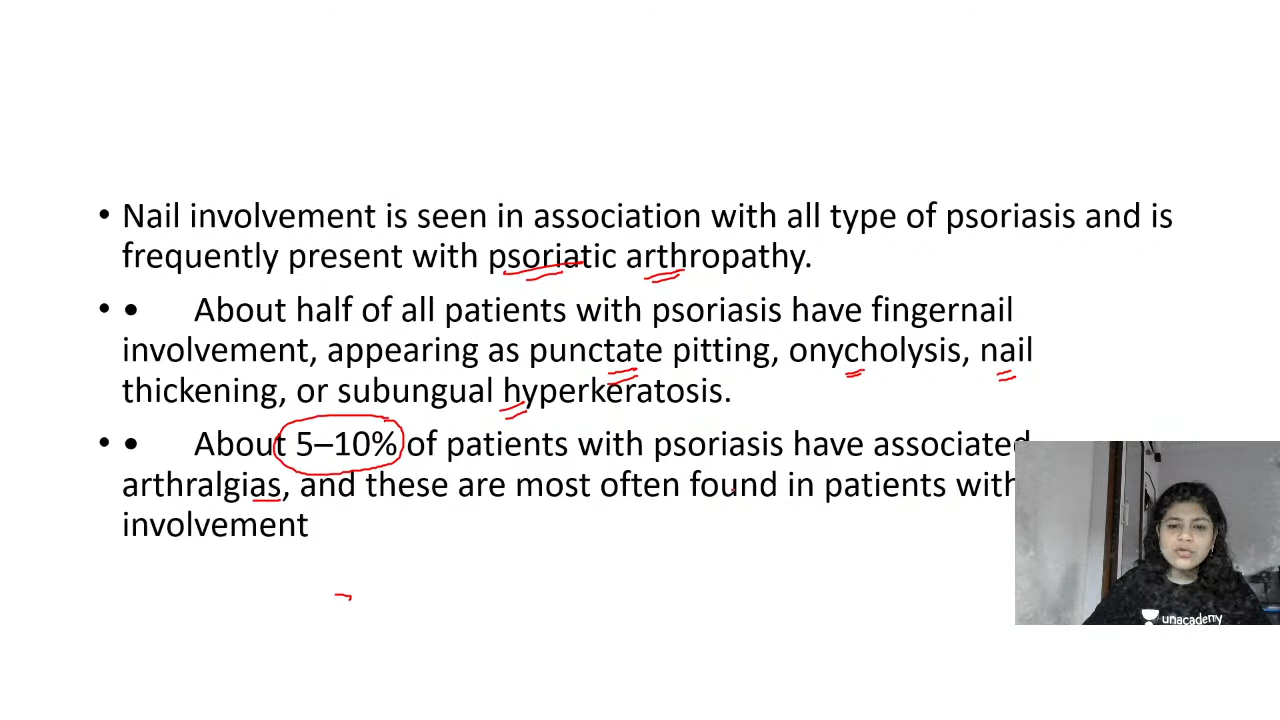 • Nail involvement is seen in association with all type of psoriasis and is
frequently present with psoriatic arthropathy.
• • About half of all patients with psoriasis have fingernail
involvement, appearing as punctate pitting, onycholysis, nail
thickening, or subungual hyperkeratosis.
• • About 5–10% of patients with psoriasis have associated
arthralgias, and these are most often found in patients with
involvement
unacademy